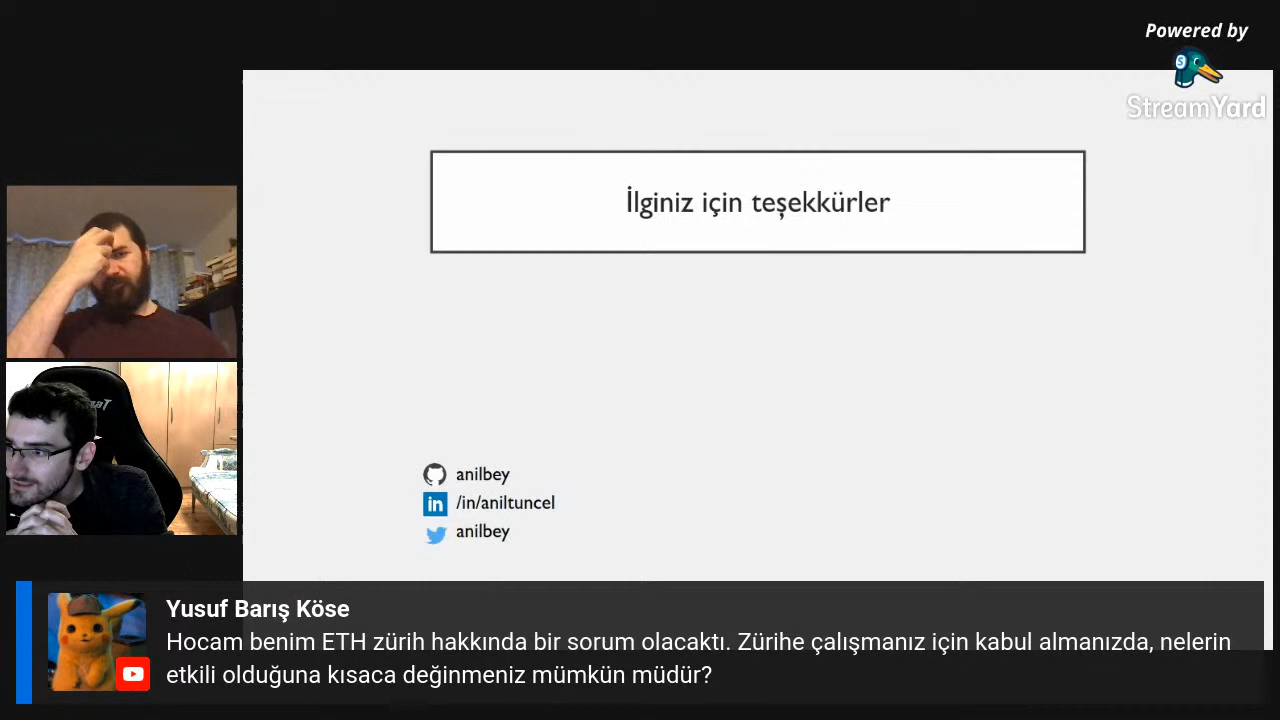 Powered by
StreamYard
İlginiz için teşekkürler
anilbey
in /in/aniltuncel
anilbey
Yusuf Barış Köse
Hocam benim ETH zürih hakkında bir sorum olacaktı. Zürihe çalışmanız için kabul almanızda, nelerin
etkili olduğuna kısaca değinmeniz mümkün müdür?